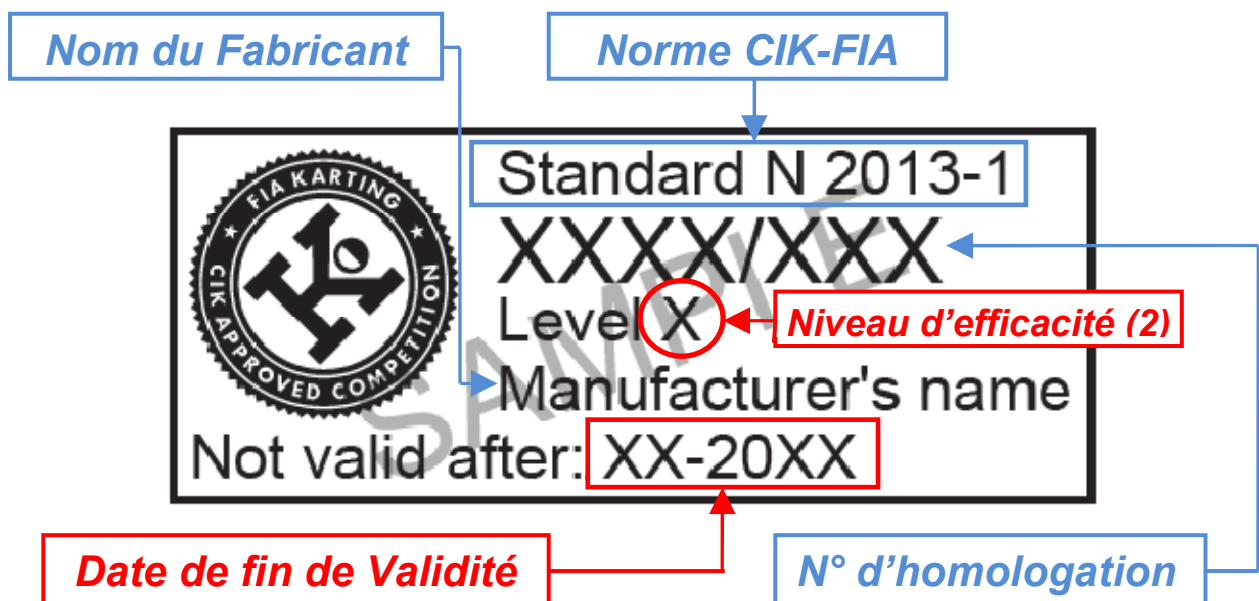 Nom du Fabricant
Norme CIK-FIA
FIA KARTING
CIK APPROVED COMPETITION
Standard N 2013-1
XXXX/XXX
Level X
Niveau d’efficacité (2)
Manufacturer's name
Not valid after: XX-20XX
SAMPLE
Date de fin de Validité
N° d’homologation